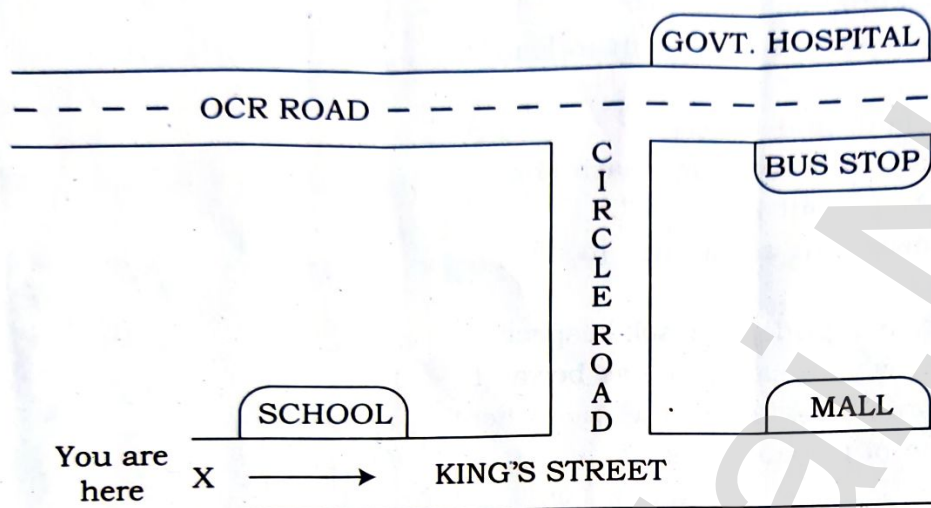 GOVT. HOSPITAL
OCR ROAD
BUS STOP
CIRCLE ROAD
SCHOOL
MALL
You are
here
X
KING'S STREET